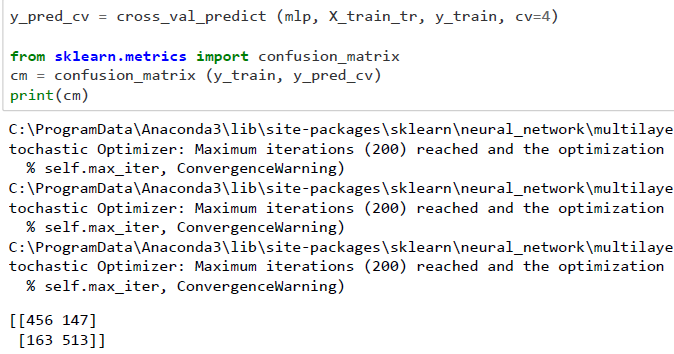 y_pred_cv = cross_val_predict (mlp, X_train_tr, y_train, cv=4)
from sklearn.metrics import confusion_matrix
cm = confusion_matrix (y_train, y_pred_cv)
print(cm)
C:\ProgramData\Anaconda3\lib\site-packages\sklearn\neural_network\multilaye
tochastic Optimizer: Maximum iterations (200) reached and the optimization
% self.max_iter, ConvergenceWarning)
C:\ProgramData\Anaconda3\lib\site-packages\sklearn\neural_network\multilaye
tochastic Optimizer: Maximum iterations (200) reached and the optimization
% self.max_iter, ConvergenceWarning)
C:\ProgramData\Anaconda3\lib\site-packages\sklearn\neural_network\multilaye
tochastic Optimizer: Maximum iterations (200) reached and the optimization
% self.max_iter, ConvergenceWarning)
[[456 147]
[163 513]]